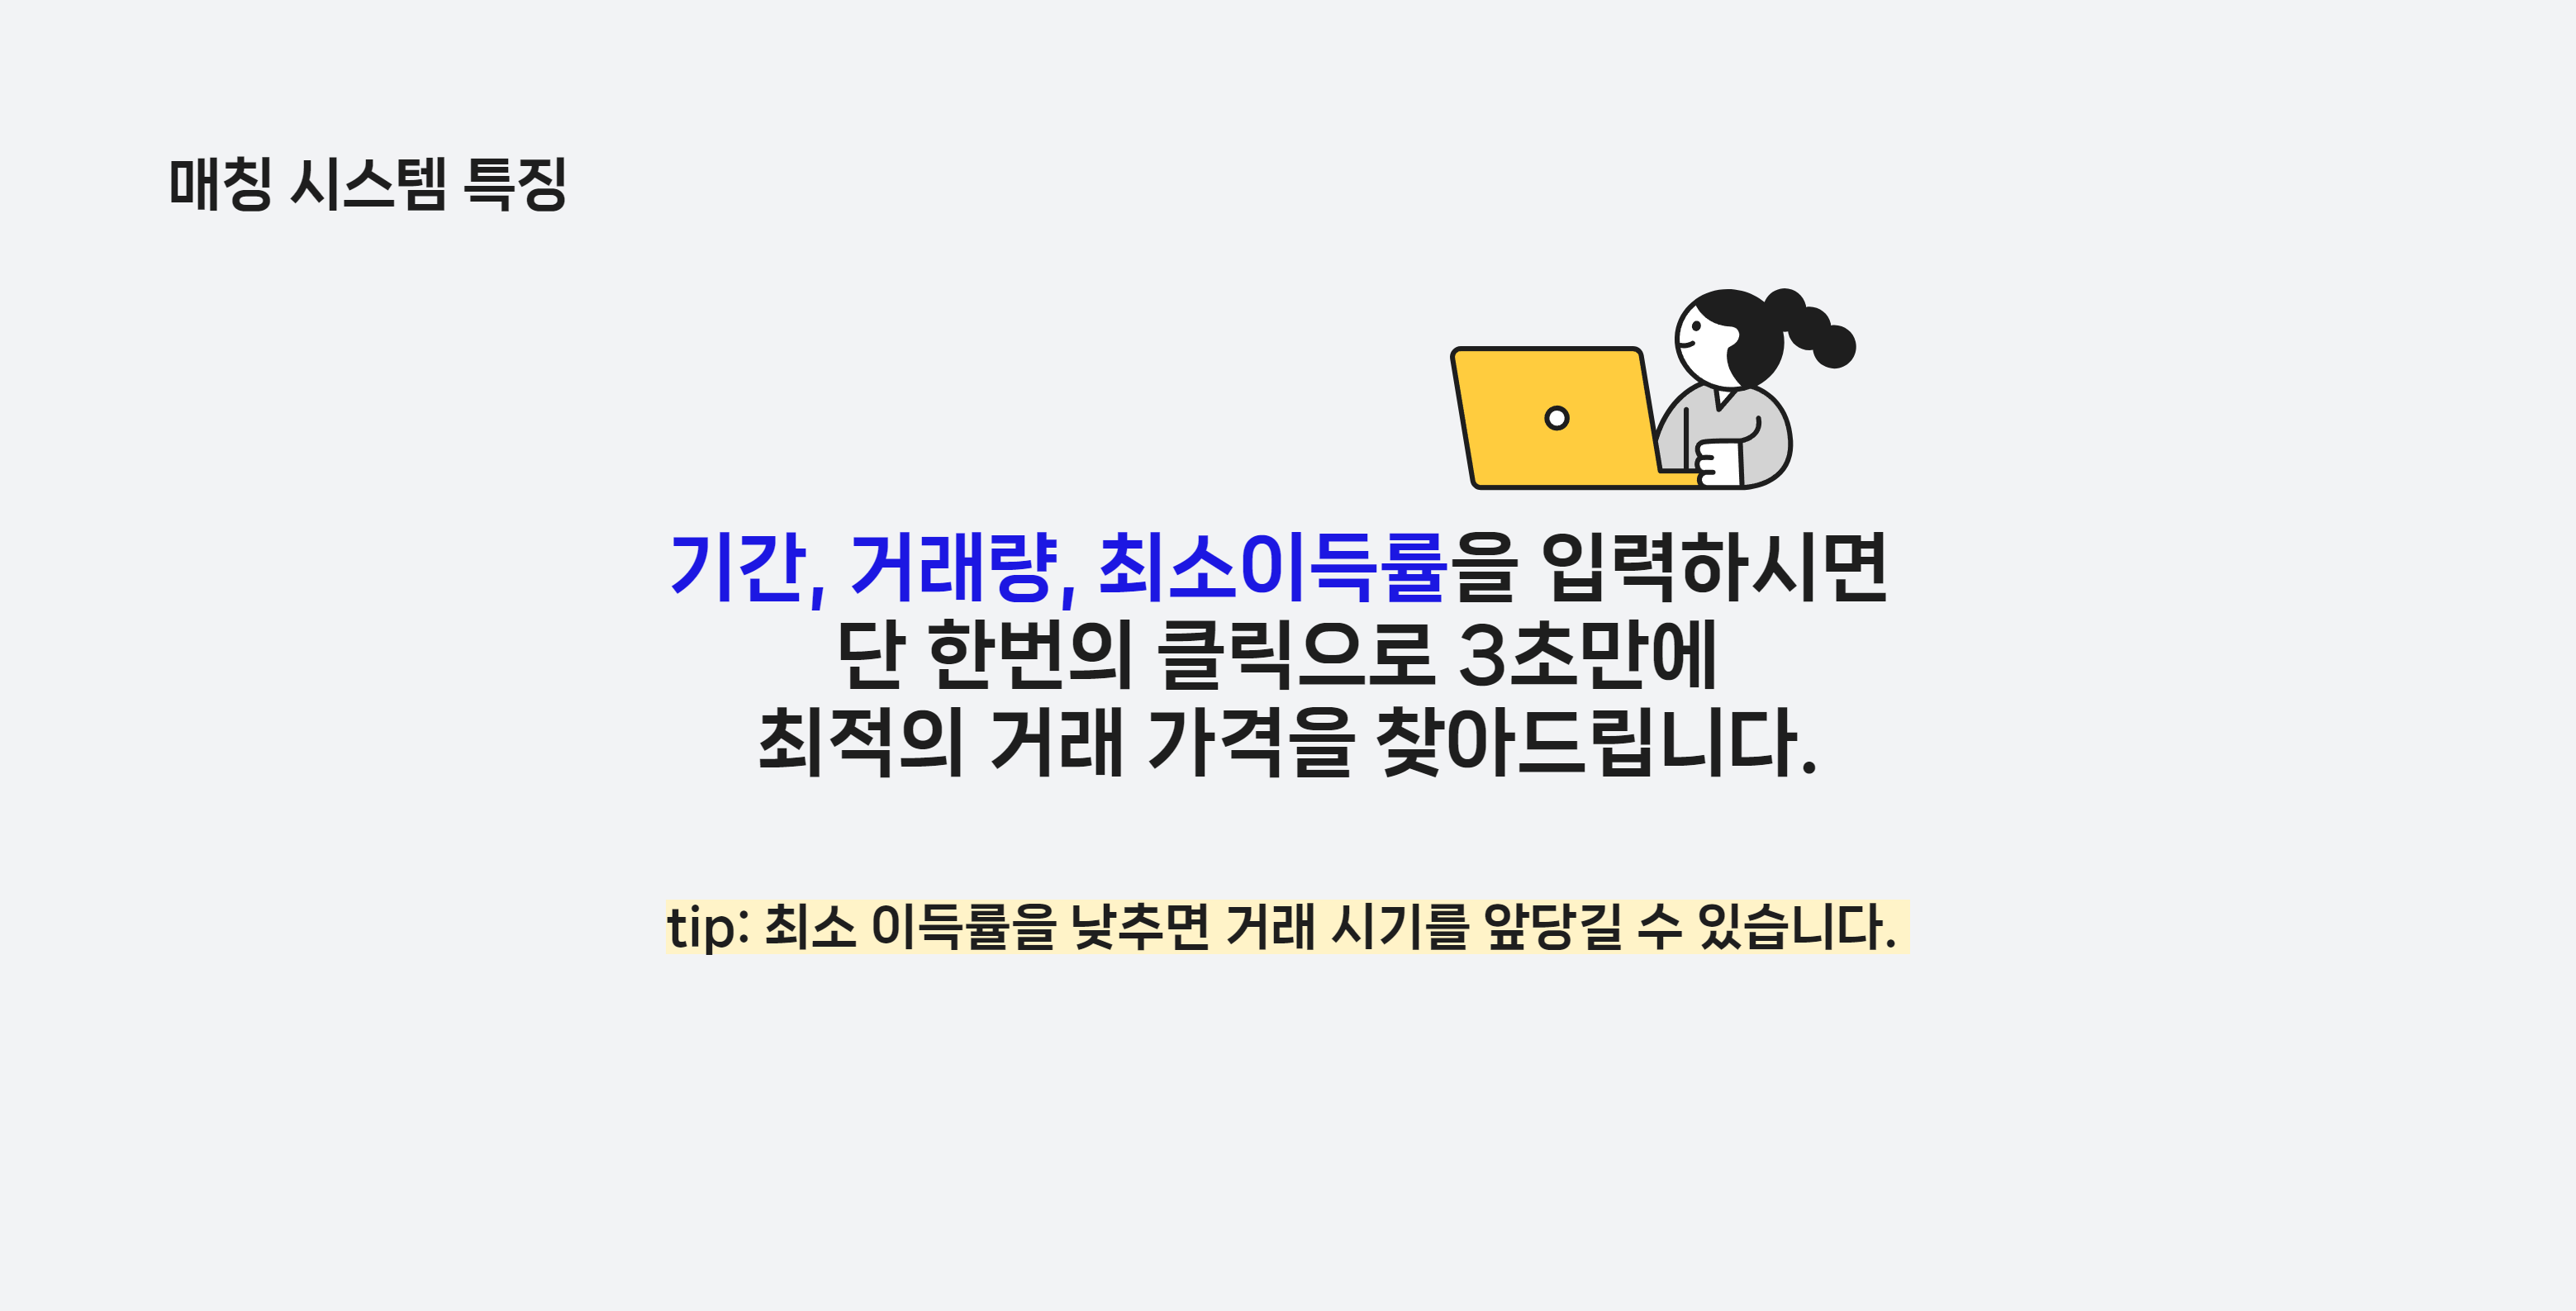 매칭 시스템 특징
기간, 거래량, 최소이득률을 입력하시면
단 한번의 클릭으로 3초만에
최적의 거래 가격을 찾아드립니다.
tip: 최소 이득률을 낮추면 거래 시기를 앞당길 수 있습니다.